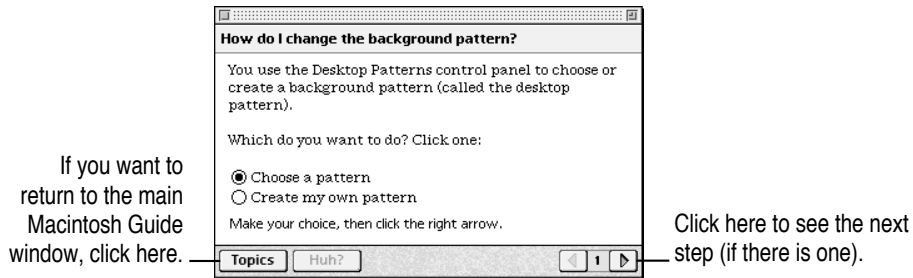 How do I change the background pattern?
You use the Desktop Patterns control panel to choose or
create a background pattern (called the desktop
pattern).
Which do you want to do? Click one:
Choose a pattern
Create my own pattern
Make your choice, then click the right arrow.
Topics
Huh?
1
If you want to
return to the main
Macintosh Guide
window, click here.
Click here to see the next
step (if there is one).